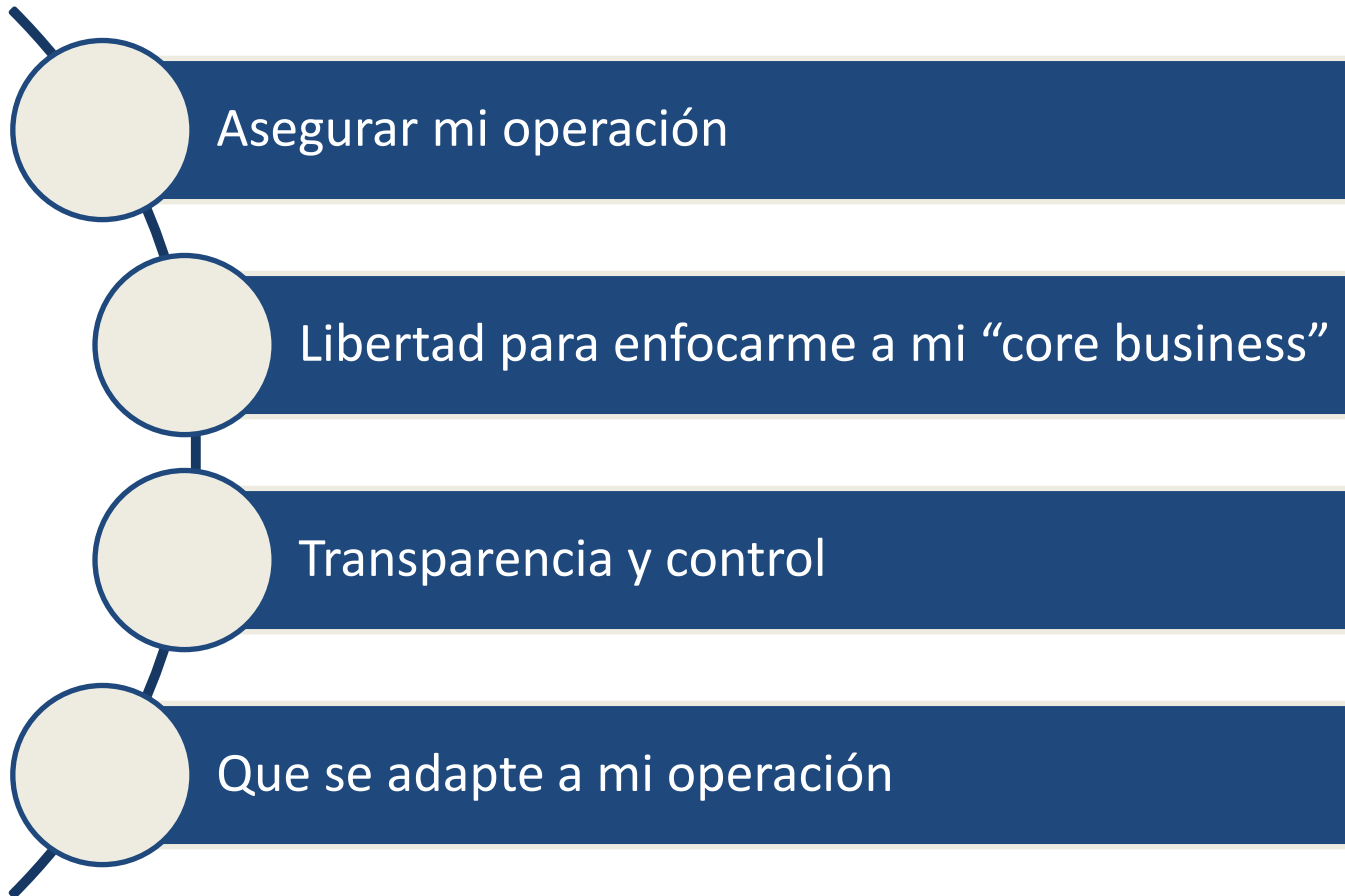 Asegurar mi operación
Libertad para enfocarme a mi “core business”
Transparencia y control
Que se adapte a mi operación